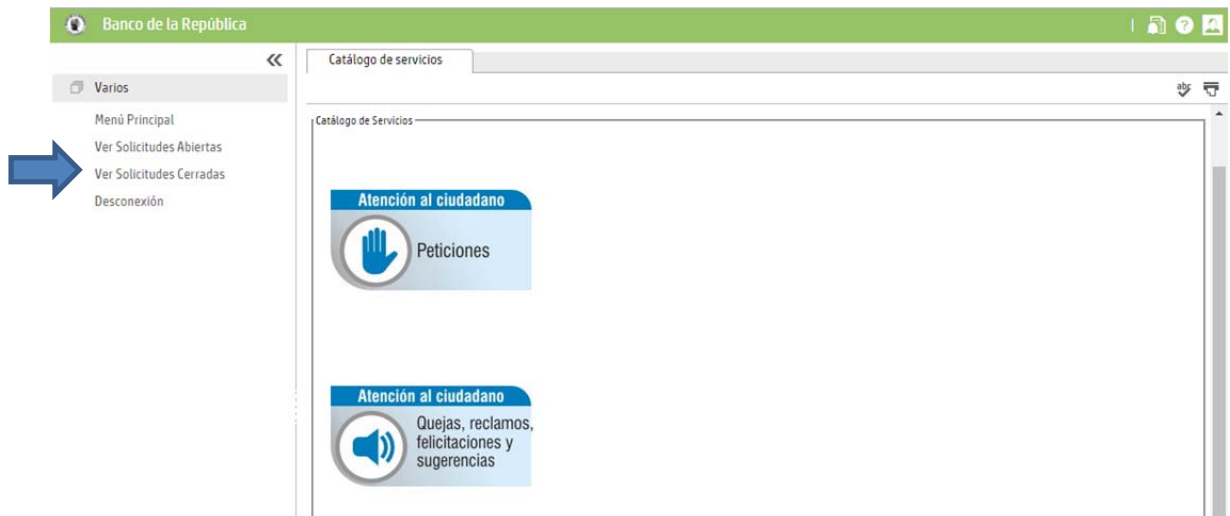 Banco de la República
Catálogo de servicios
Varios
abc
Menú Principal
Ver Solicitudes Abiertas
Ver Solicitudes Cerradas
Desconexión
Catálogo de Servicios
Atención al ciudadano
Peticiones
Atención al ciudadano
Quejas, reclamos,
felicitaciones y
sugerencias